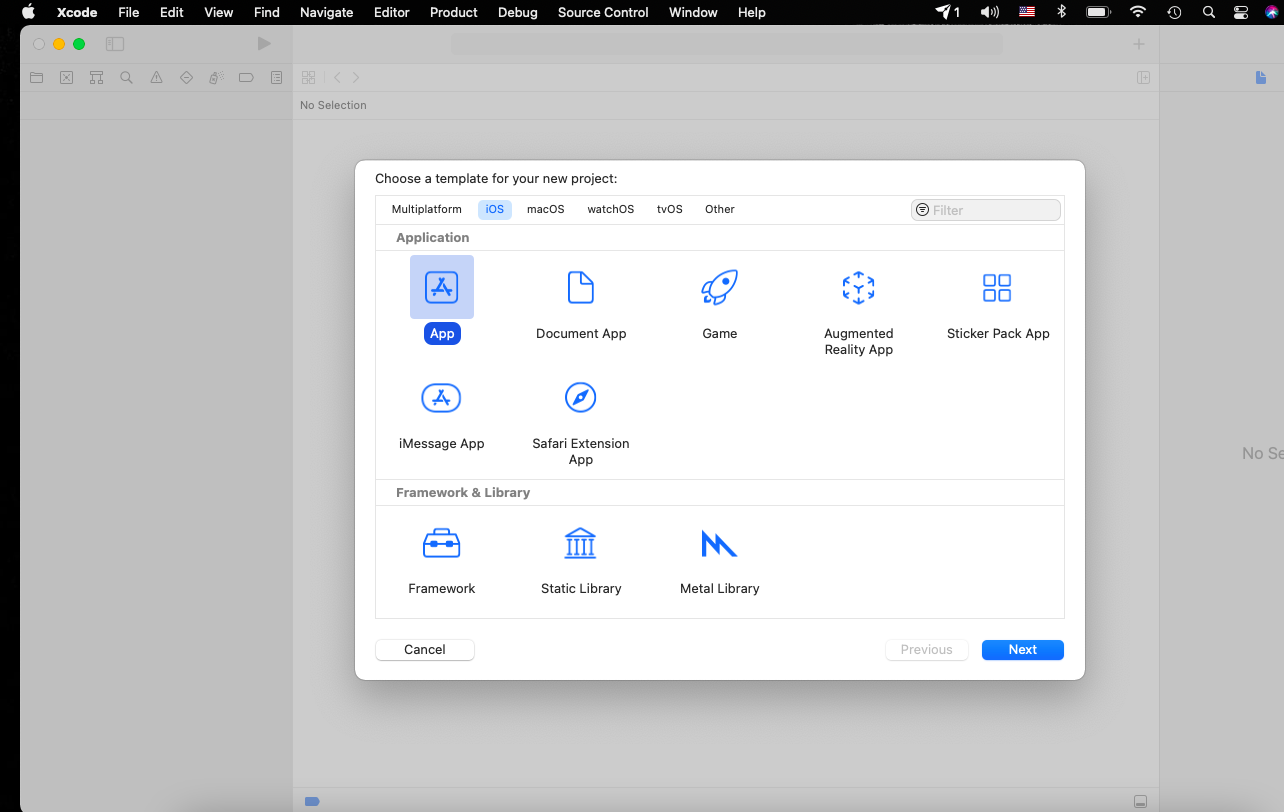 Xcode File Edit View Find Navigate Editor Product Debug Source Control Window Help 1
No Selection
Choose a template for your new project:
Multiplatform iOS macOS watchOS tvOS Other Filter
Application
App Document App Game Augmented Reality App Sticker Pack App
iMessage App Safari Extension App
No Se
Framework & Library
Framework Static Library Metal Library
Cancel Previous Next